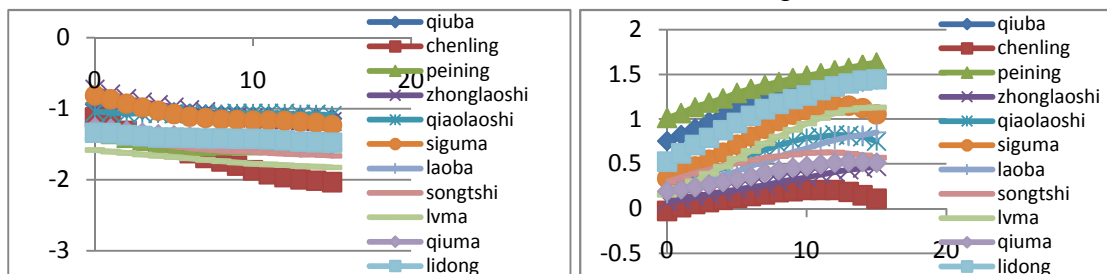 0
-1
-2
-3
0
10
20
qiuba
chenling
peining
zhonglaoshi
qiaolaoshi
siguma
laoba
songtshi
lvma
qiuma
lidong
2
1.5
1
0.5
0
-0.5
0
10
20
qiuba
chenling
peining
zhonglaoshi
qiaolaoshi
siguma
laoba
songtshi
lvma
qiuma
lidong